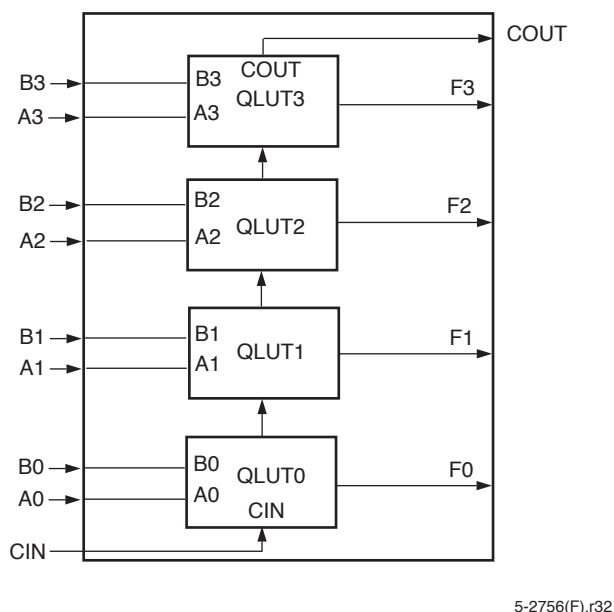 COUT
B3
A3
B3
COUT
QLUT3
A3
F3
B2
A2
B2
QLUT2
A2
F2
B1
A1
B1
QLUT1
A1
F1
B0
A0
B0
QLUT0
A0
CIN
F0
CIN
5-2756(F).r32